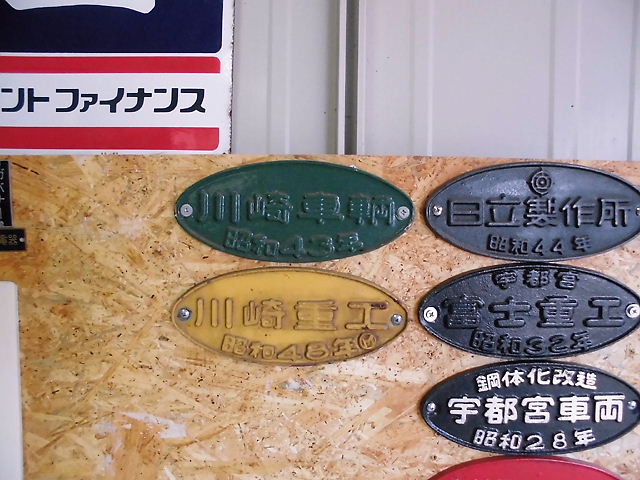 ントファイナンス
川崎車輌
昭和43年
川崎重工
昭和45年
日立製作所
昭和44年
宇都宮
富士重工
昭和32年
鋼体化改造
宇都宮車両
昭和28年